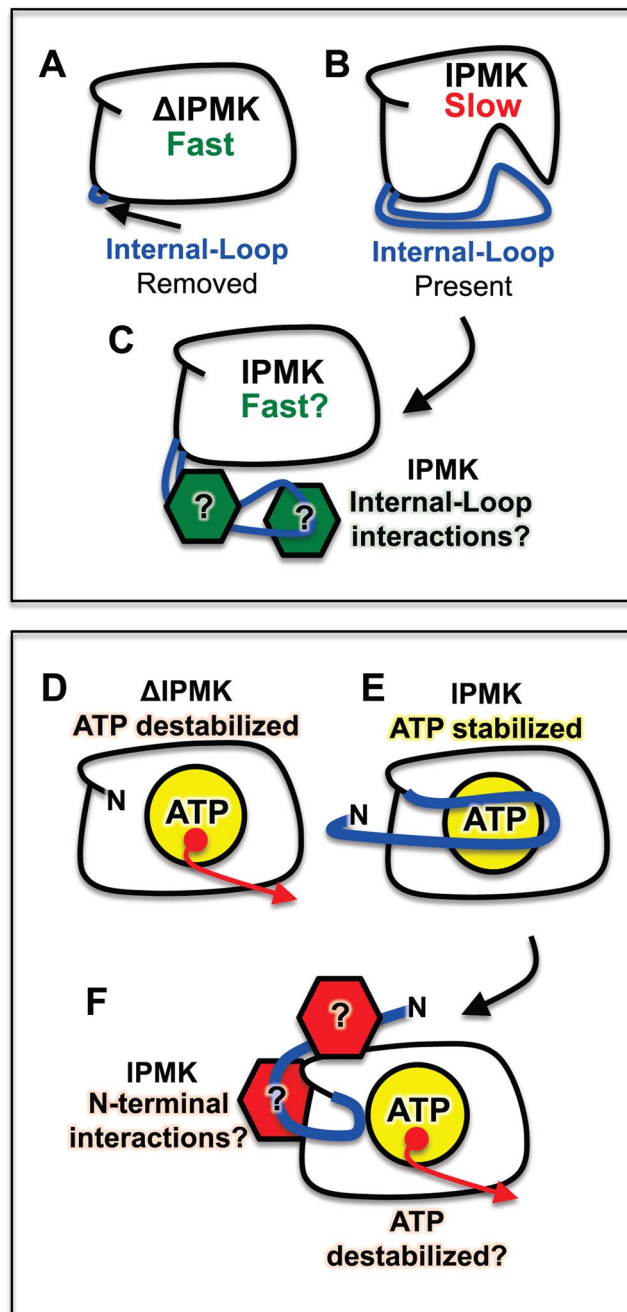 A
ΔIPMK
Fast
Internal-Loop
Removed
B
IPMK
Slow
Internal-Loop
Present
C
IPMK
Fast?
?
?
IPMK
Internal-Loop
interactions?
D
ΔIPMK
ATP destabilized
N
ATP
E
IPMK
ATP stabilized
N
ATP
F
?
N
?
IPMK
N-terminal
interactions?
ATP
ATP
destabilized?